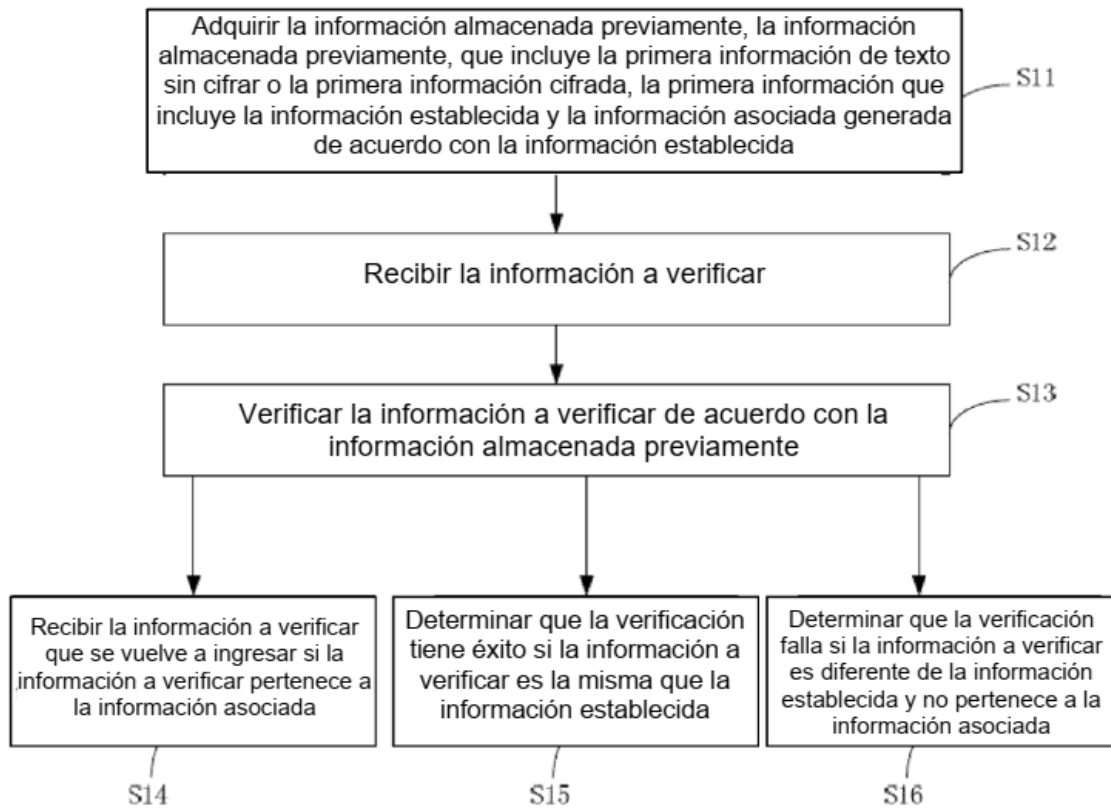 Adquirir la información almacenada previamente, la información
almacenada previamente, que incluye la primera información de texto
sin cifrar o la primera información cifrada, la primera información que
incluye la información establecida y la información asociada generada
de acuerdo con la información establecida
S11
S12
Recibir la información a verificar
S13
Verificar la información a verificar de acuerdo con la
información almacenada previamente
Recibir la información a verificar
que se vuelve a ingresar si la
información a verificar pertenece a
la información asociada
Determinar que la verificación
tiene éxito si la información a
verificar es la misma que la
información establecida
Determinar que la verificación
falla si la información a verificar
es diferente de la información
establecida y no pertenece a la
información asociada
S14
S15
S16